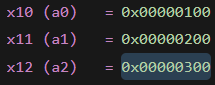 x10 (a0) = 0x00000100
x11 (a1) = 0x00000200
x12 (a2) = 0x00000300